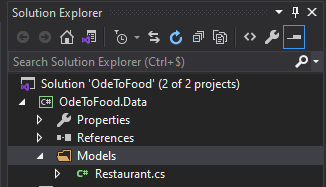 Solution Explorer
Search Solution Explorer (Ctrl+$)
Solution 'OdeToFood' (2 of 2 projects)
C# OdeToFood.Data
Properties
References
Models
C# Restaurant.cs